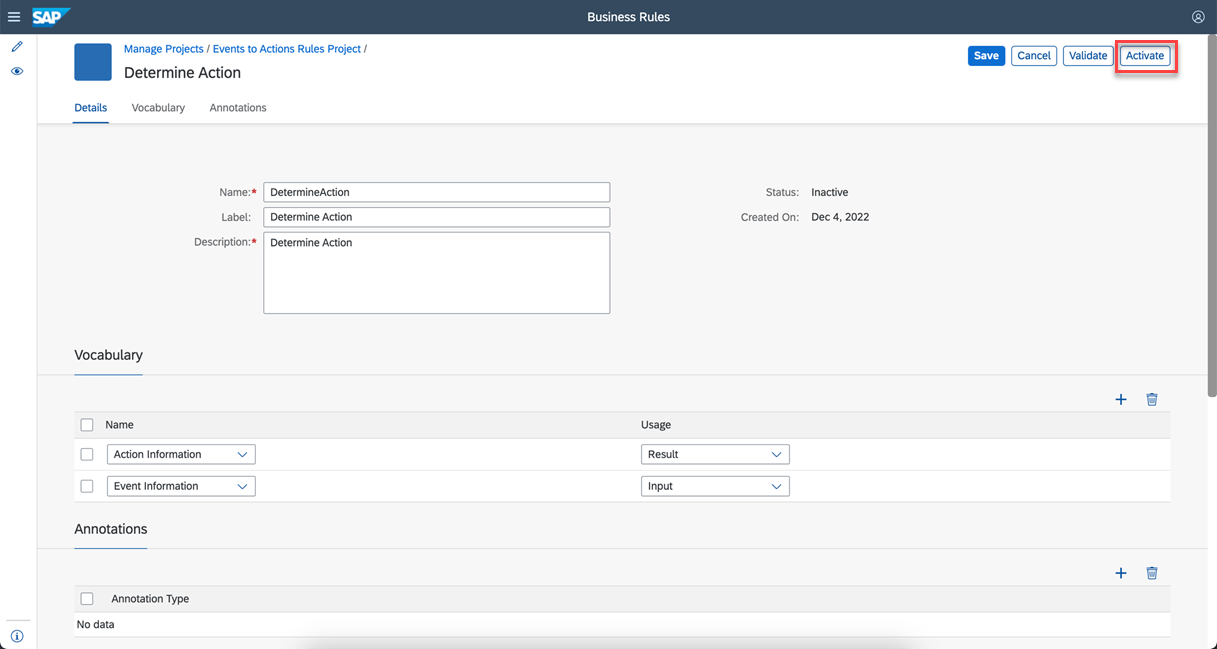 SAP Business Rules
Manage Projects / Events to Actions Rules Project /
Determine Action
Save Cancel Validate Activate
Details Vocabulary Annotations
Name:* DetermineAction Status: Inactive
Label: Determine Action Created On: Dec 4, 2022
Description:* Determine Action
Vocabulary
Name Usage
Action Information Result
Event Information Input
Annotations
Annotation Type
No data